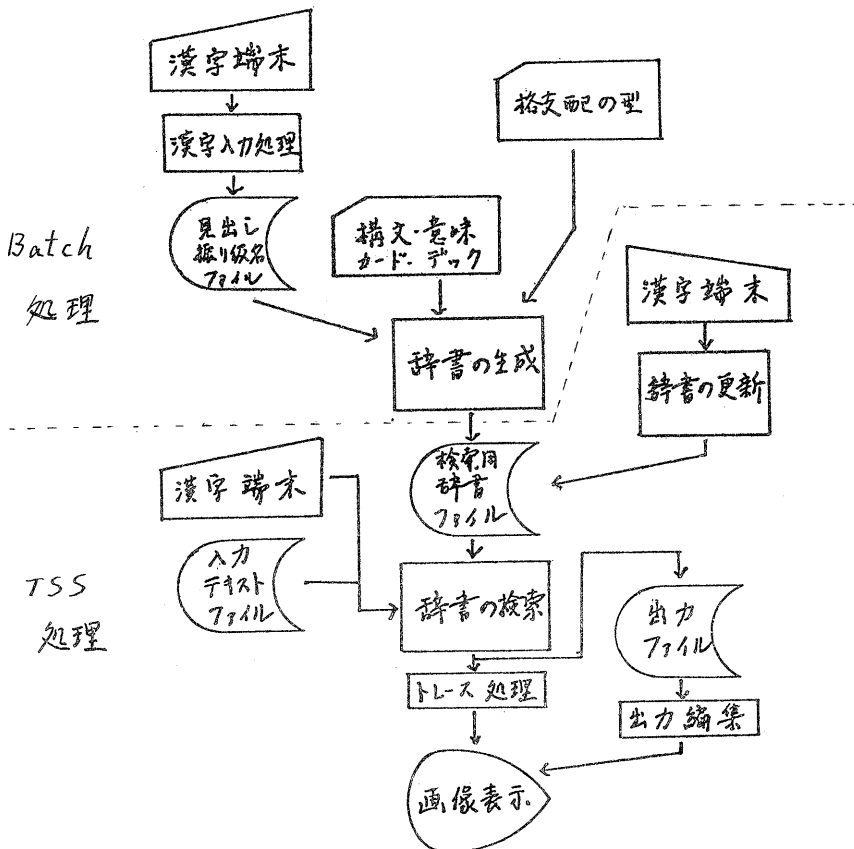 漢字端末
漢字入力処理
見出し
振り仮名
ファイル
構文・意味
カード・デック
格支配の型
Batch
処理
辞書の生成
漢字端末
辞書の更新
検索用
辞書
ファイル
漢字端末
入力
テキスト
ファイル
TSS
処理
辞書の検索
出力
ファイル
トレース処理
出力編集
画像表示